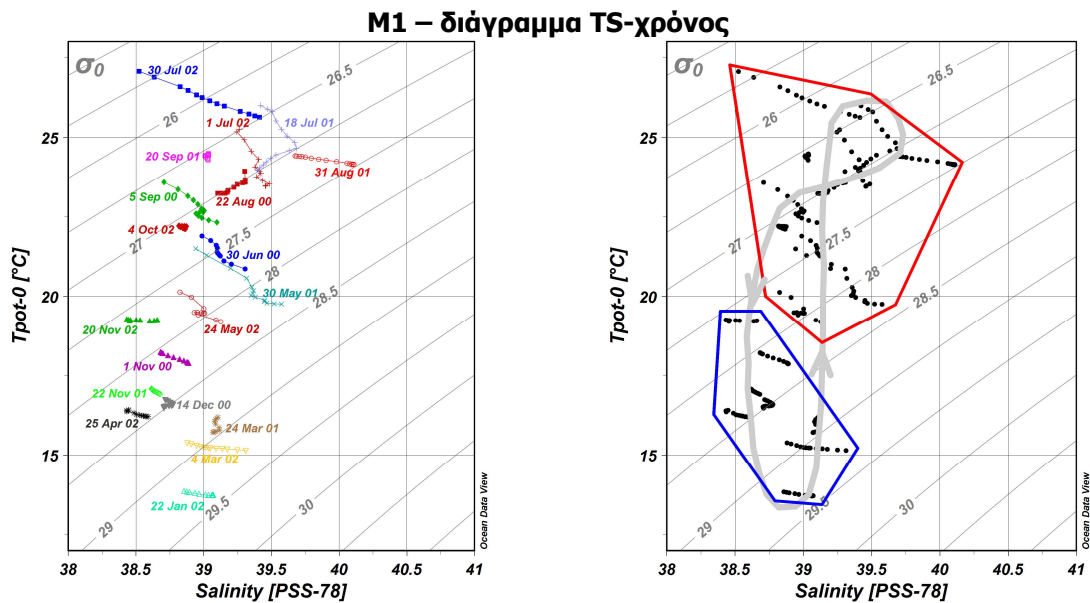 M1 – διάγραμμα TS-χρόνος
σ0
30 Jul 02
26.5
26
1 Jul 02
18 Jul 01
20 Sep 01
31 Aug 01
22 Aug 00
5 Sep 00
4 Oct 02
27
27.5
30 Jun 00
28
30 May 01
28.5
24 May 02
20 Nov 02
1 Nov 00
22 Nov 01
14 Dec 00
25 Apr 02
24 Mar 01
4 Mar 02
22 Jan 02
29
29.5
30
25
20
15
Tpot-0 [°C]
38
38.5
39
39.5
40
40.5
41
Salinity [PSS-78]
Ocean Data View
σ0
26.5
26
27
27.5
28
28.5
29
29.5
30
25
20
15
Tpot-0 [°C]
38
38.5
39
39.5
40
40.5
41
Salinity [PSS-78]
Ocean Data View